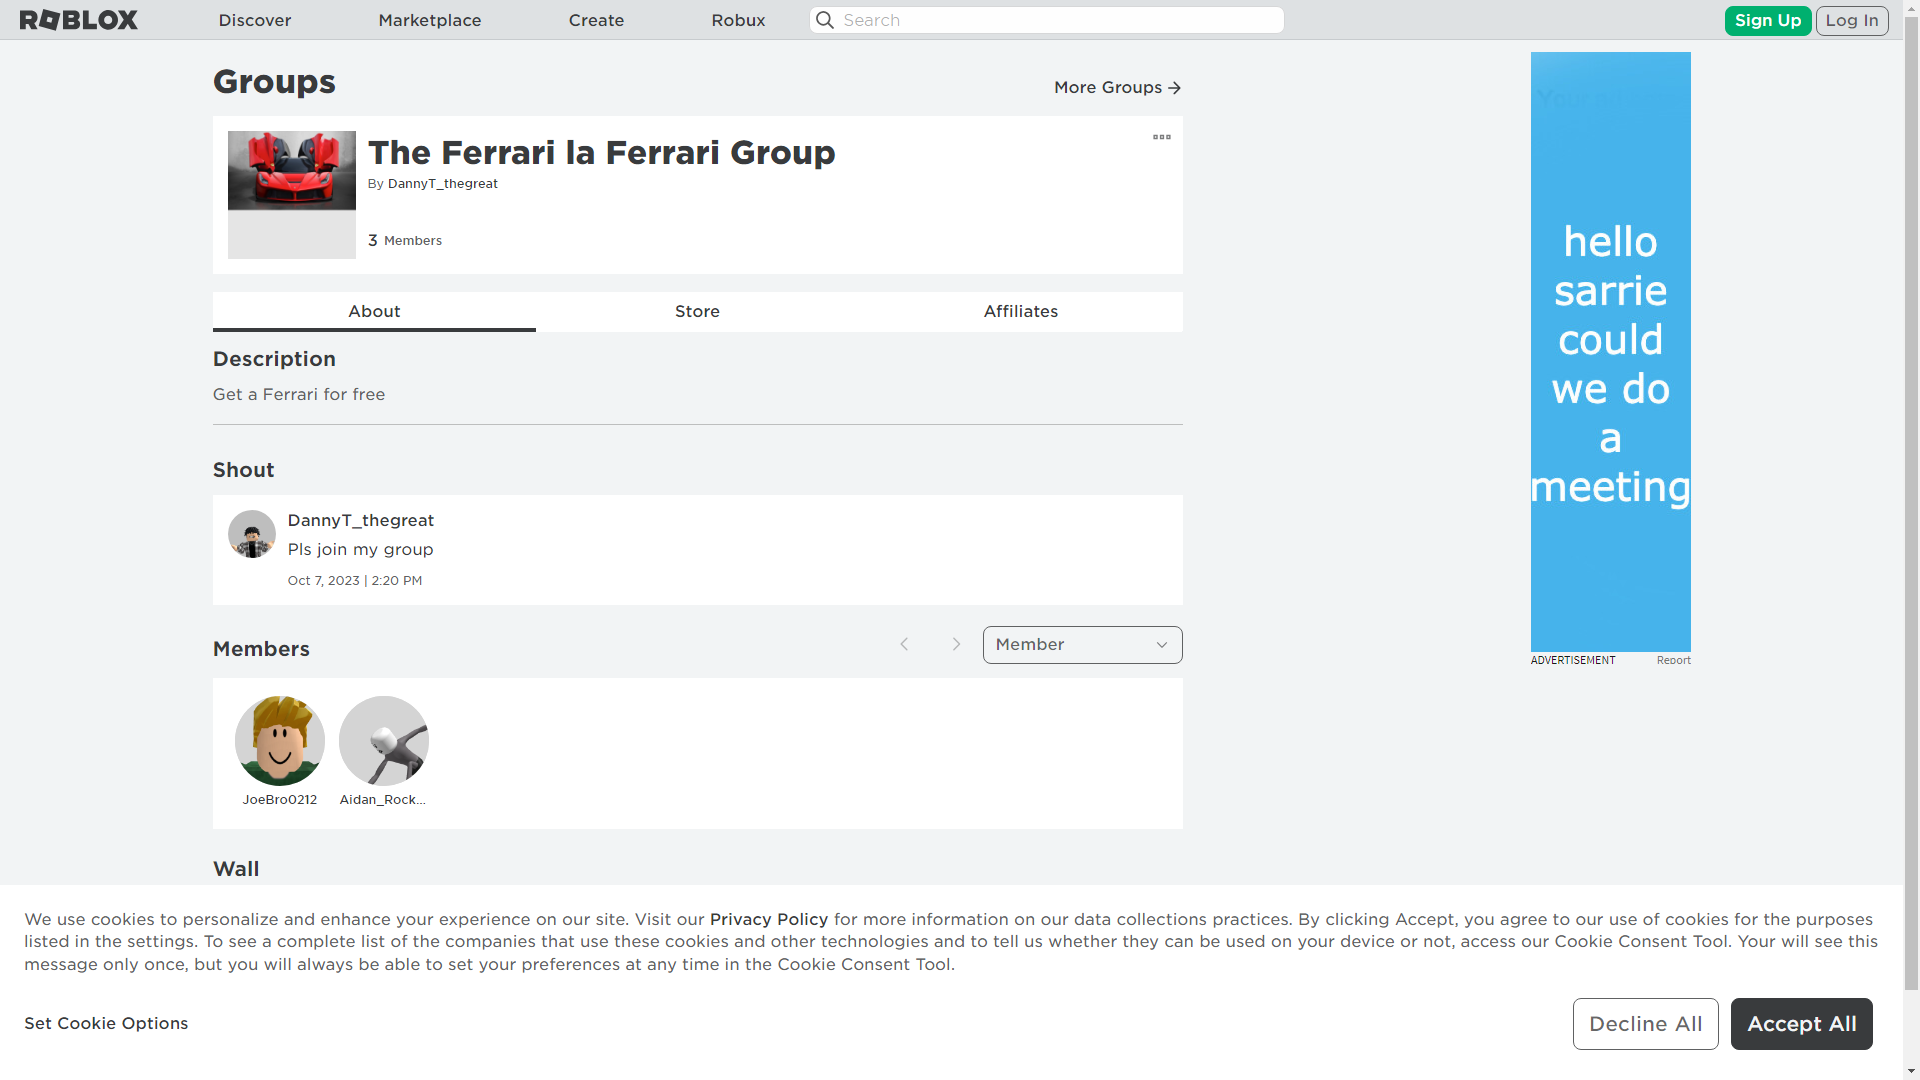 ROBLOX
Discover
Marketplace
Create
Robux
Search
Sign Up
Log In
Groups
More Groups
The Ferrari la Ferrari Group
By DannyT_thegreat
3 Members
About
Store
Affiliates
Description
Get a Ferrari for free
Shout
DannyT_thegreat
Pls join my group
Oct 7, 2023 | 2:20 PM
Members
Member
JoeBro0212
Aidan_Rock...
Wall
hello
sarrie
could
we do
a
meeting
ADVERTISEMENT
Report
We use cookies to personalize and enhance your experience on our site. Visit our Privacy Policy for more information on our data collections practices. By clicking Accept, you agree to our use of cookies for the purposes
listed in the settings. To see a complete list of the companies that use these cookies and other technologies and to tell us whether they can be used on your device or not, access our Cookie Consent Tool. Your will see this
message only once, but you will always be able to set your preferences at any time in the Cookie Consent Tool.
Set Cookie Options
Decline All
Accept All